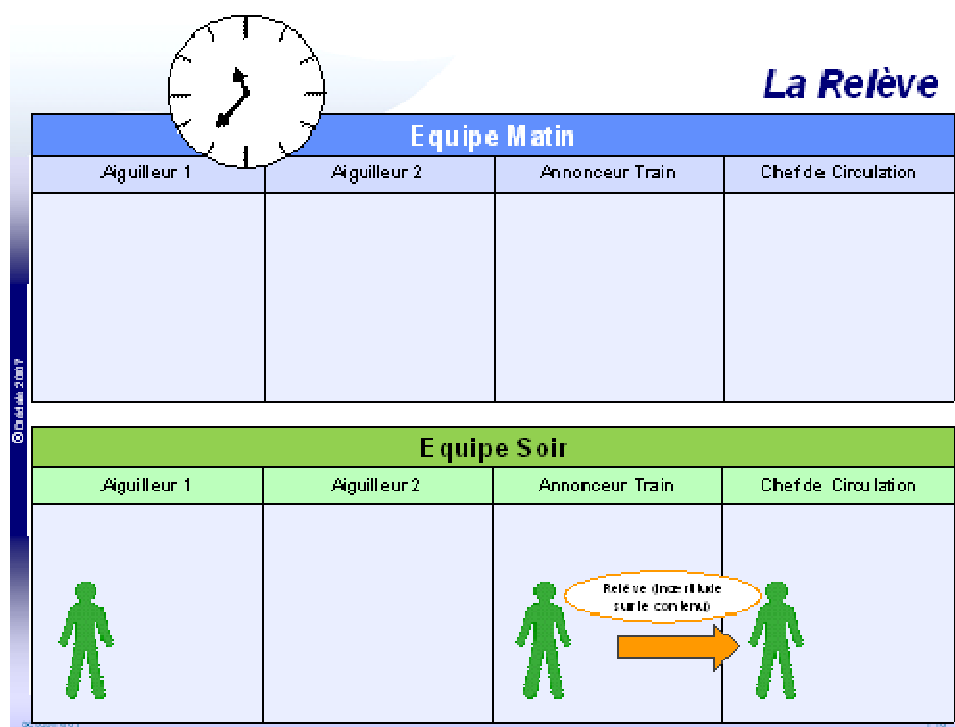 La Relève
Equipe Matin
Aiguilleur 1
Aiguilleur 2
Annonceur Train
Chef de Circulation
Equipe Soir
Aiguilleur 1
Aiguilleur 2
Annonceur Train
Chef de Circulation
Relève (Incertitude
sur le contenu)
2007